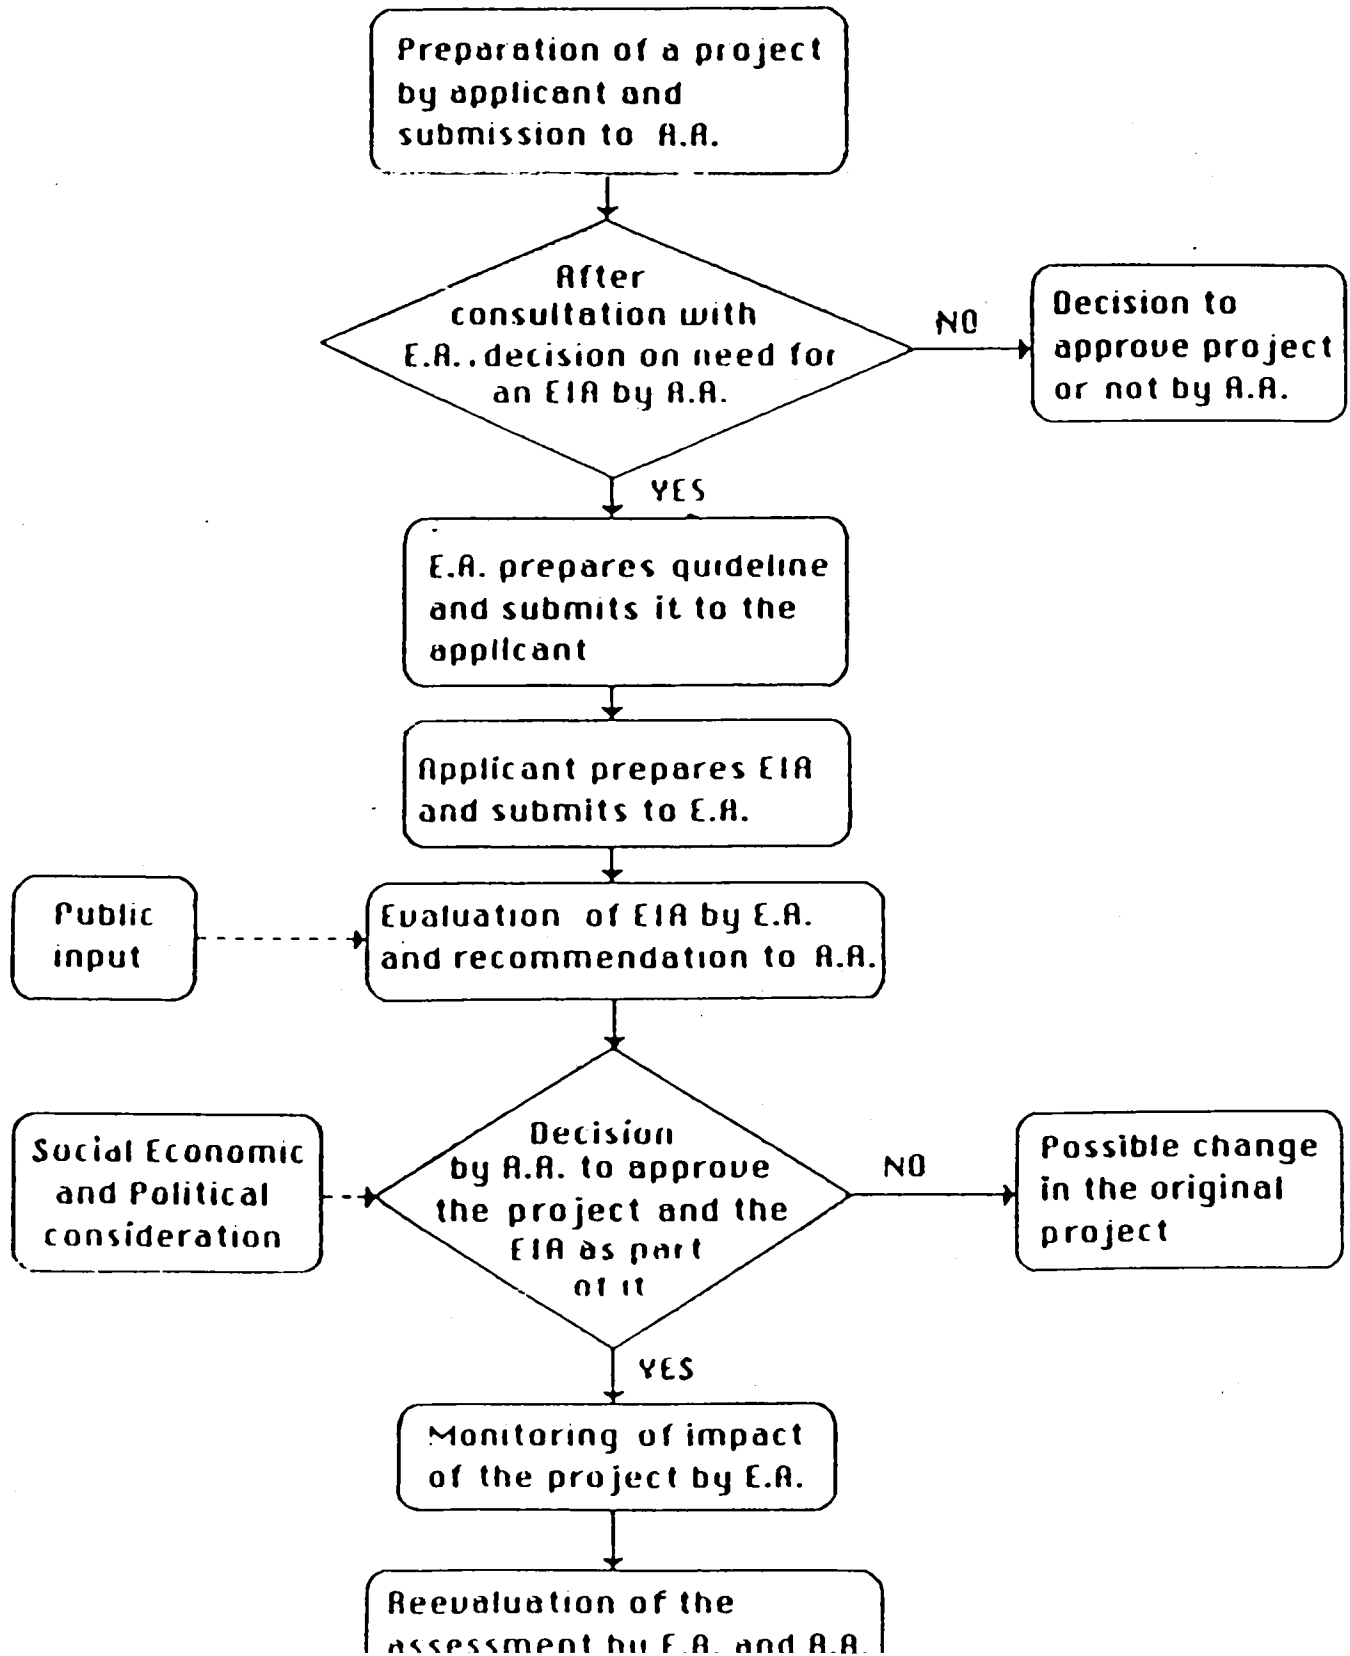 Preparation of a project
by applicant and
submission to A.A.
After
consultation with
E.A., decision on need for
an EIA by A.A.
NO
Decision to
approve project
or not by A.A.
YES
E.A. prepares guideline
and submits it to the
applicant
Applicant prepares EIA
and submits to E.A.
Public
input
Evaluation of EIA by E.A.
and recommendation to A.A.
Social Economic
and Political
consideration
Decision
by A.A. to approve
the project and the
EIA as part
of it
NO
Possible change
in the original
project
YES
Monitoring of impact
of the project by E.A.
Reevaluation of the
assessment by E.A. and A.A.